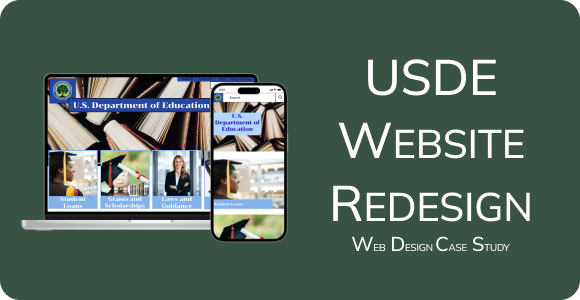 U.S. Department of Education
Student
Loans
Grants and
Scholarships
Laws and
Guidance
Search
U.S.
Department of
Education
Student Loans
USDE
Website
Redesign
Web Design Case Study